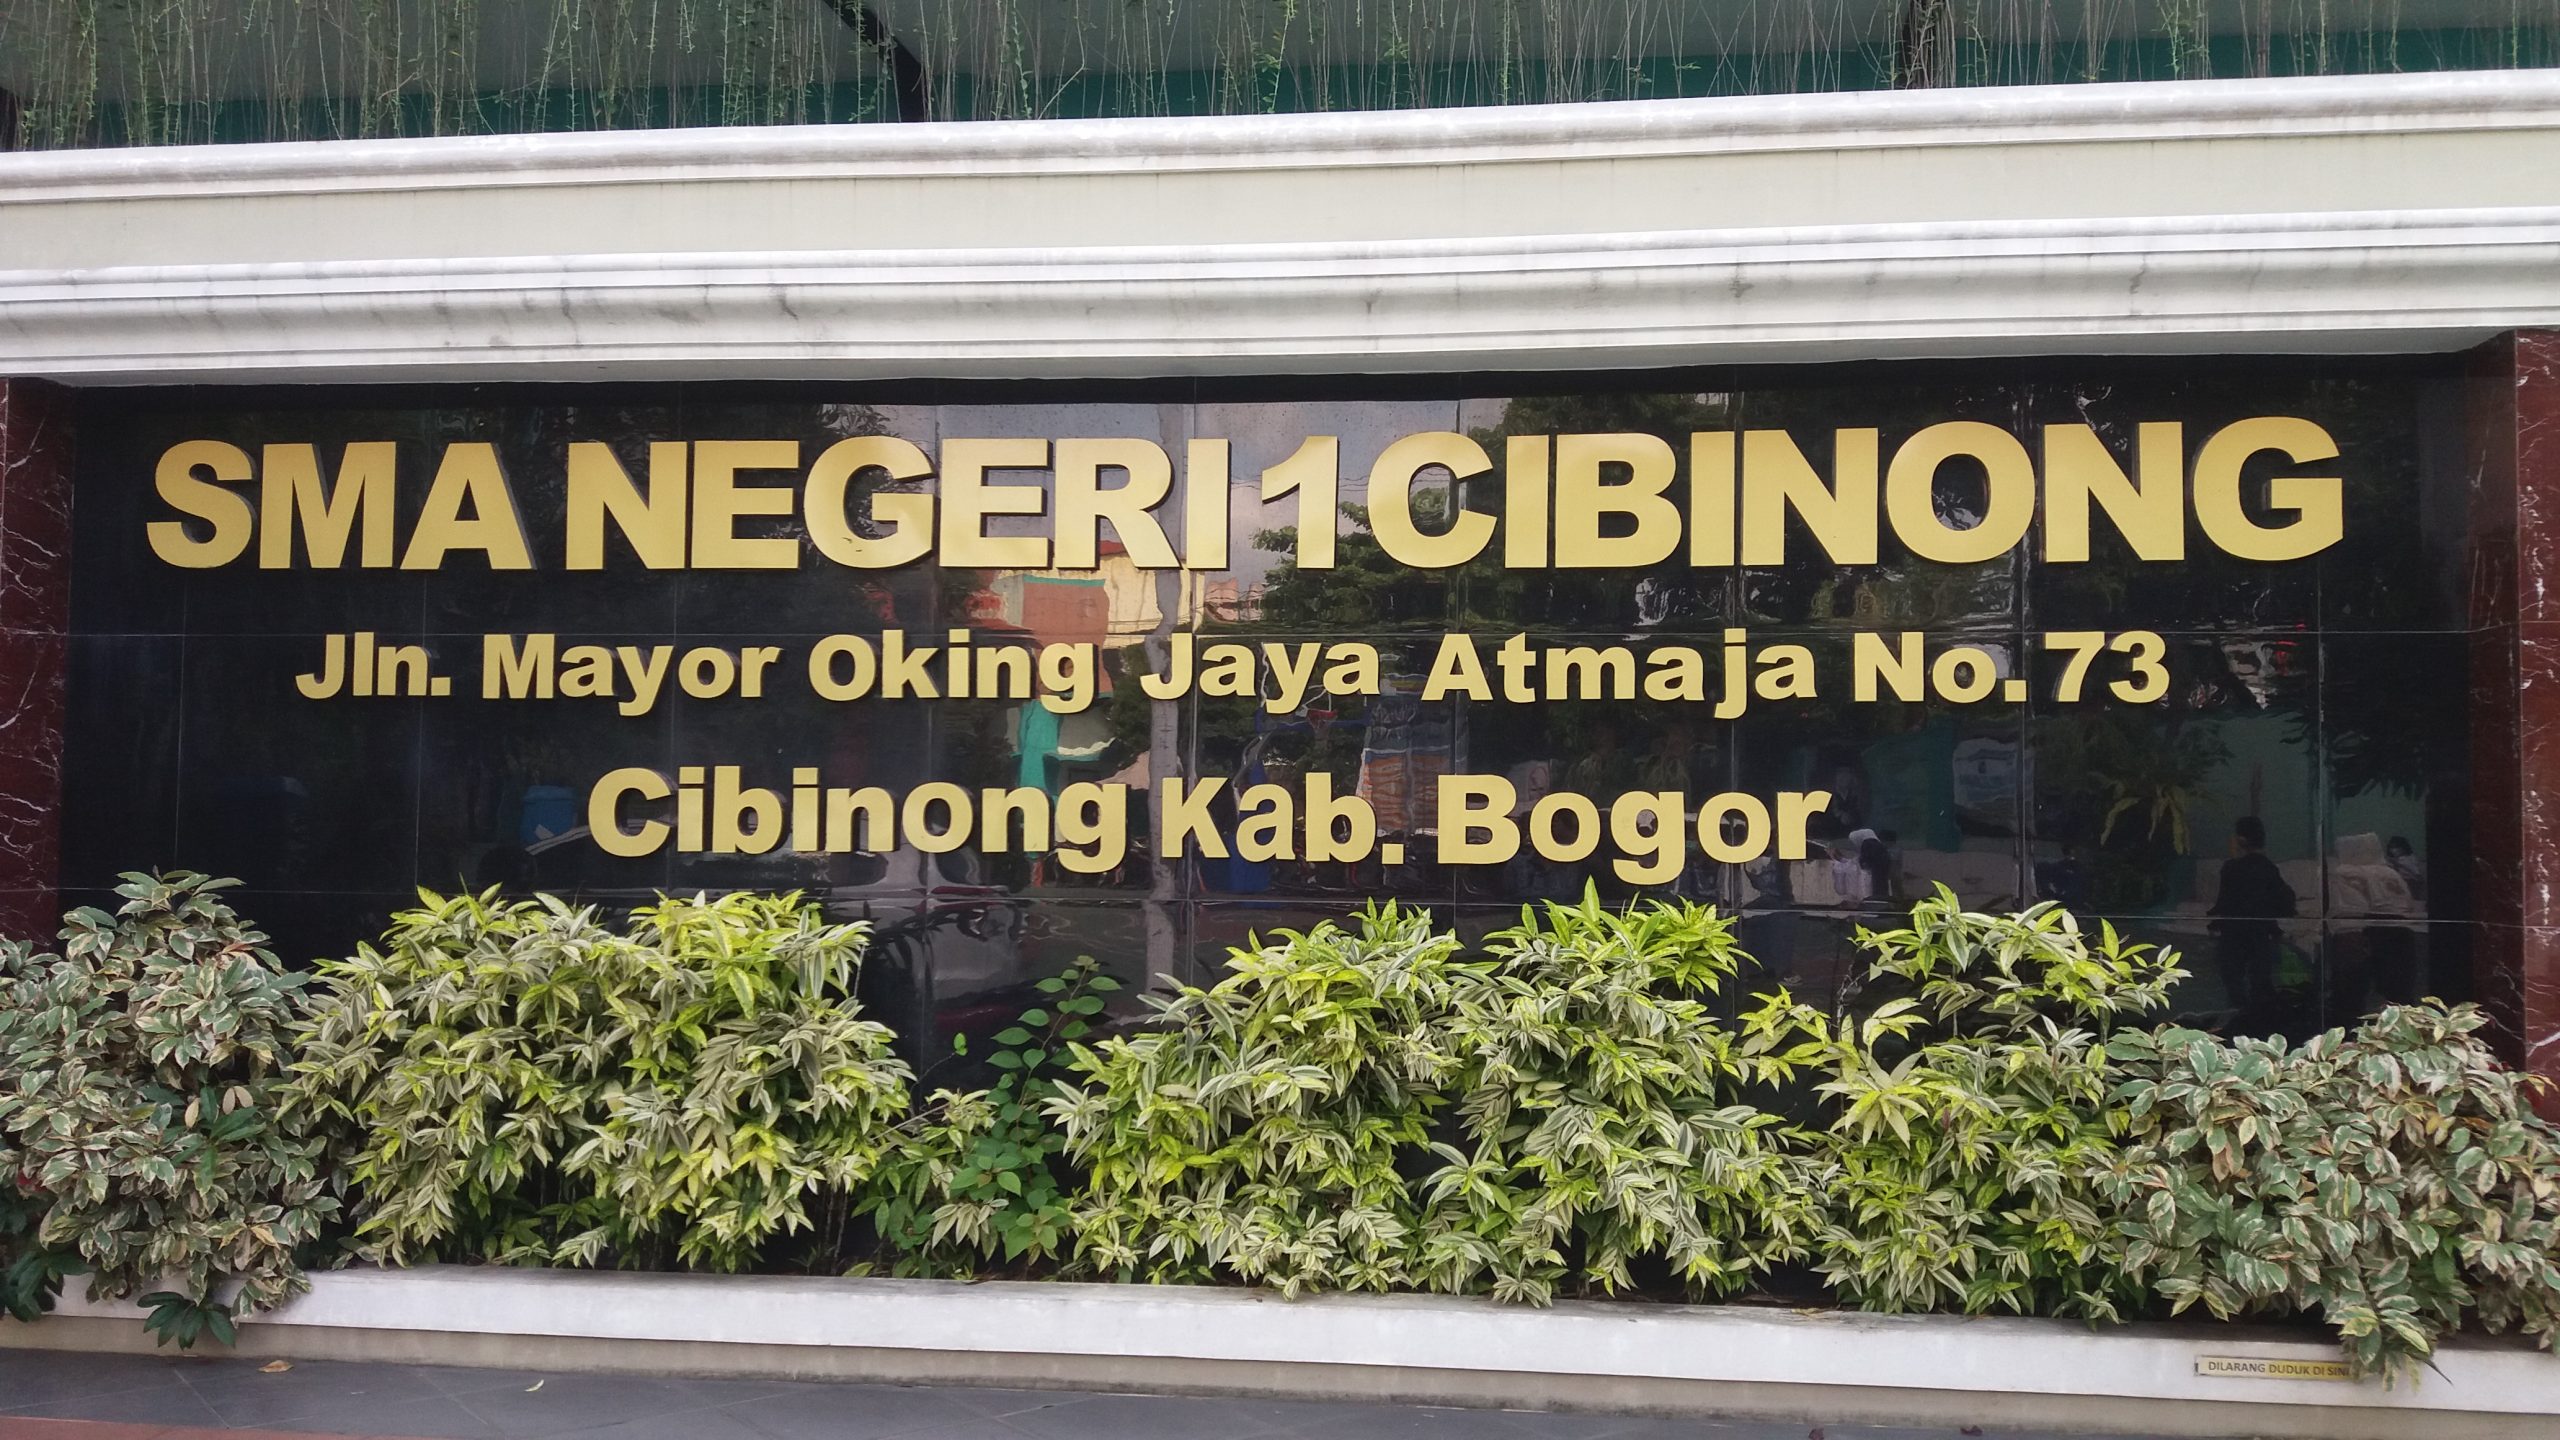 SMA NEGERI 1 CIBINONG
Jln. Mayor Oking Jaya Atmaja No. 73
Cibinong Kab. Bogor
DILARANG DUDUK DI SINI